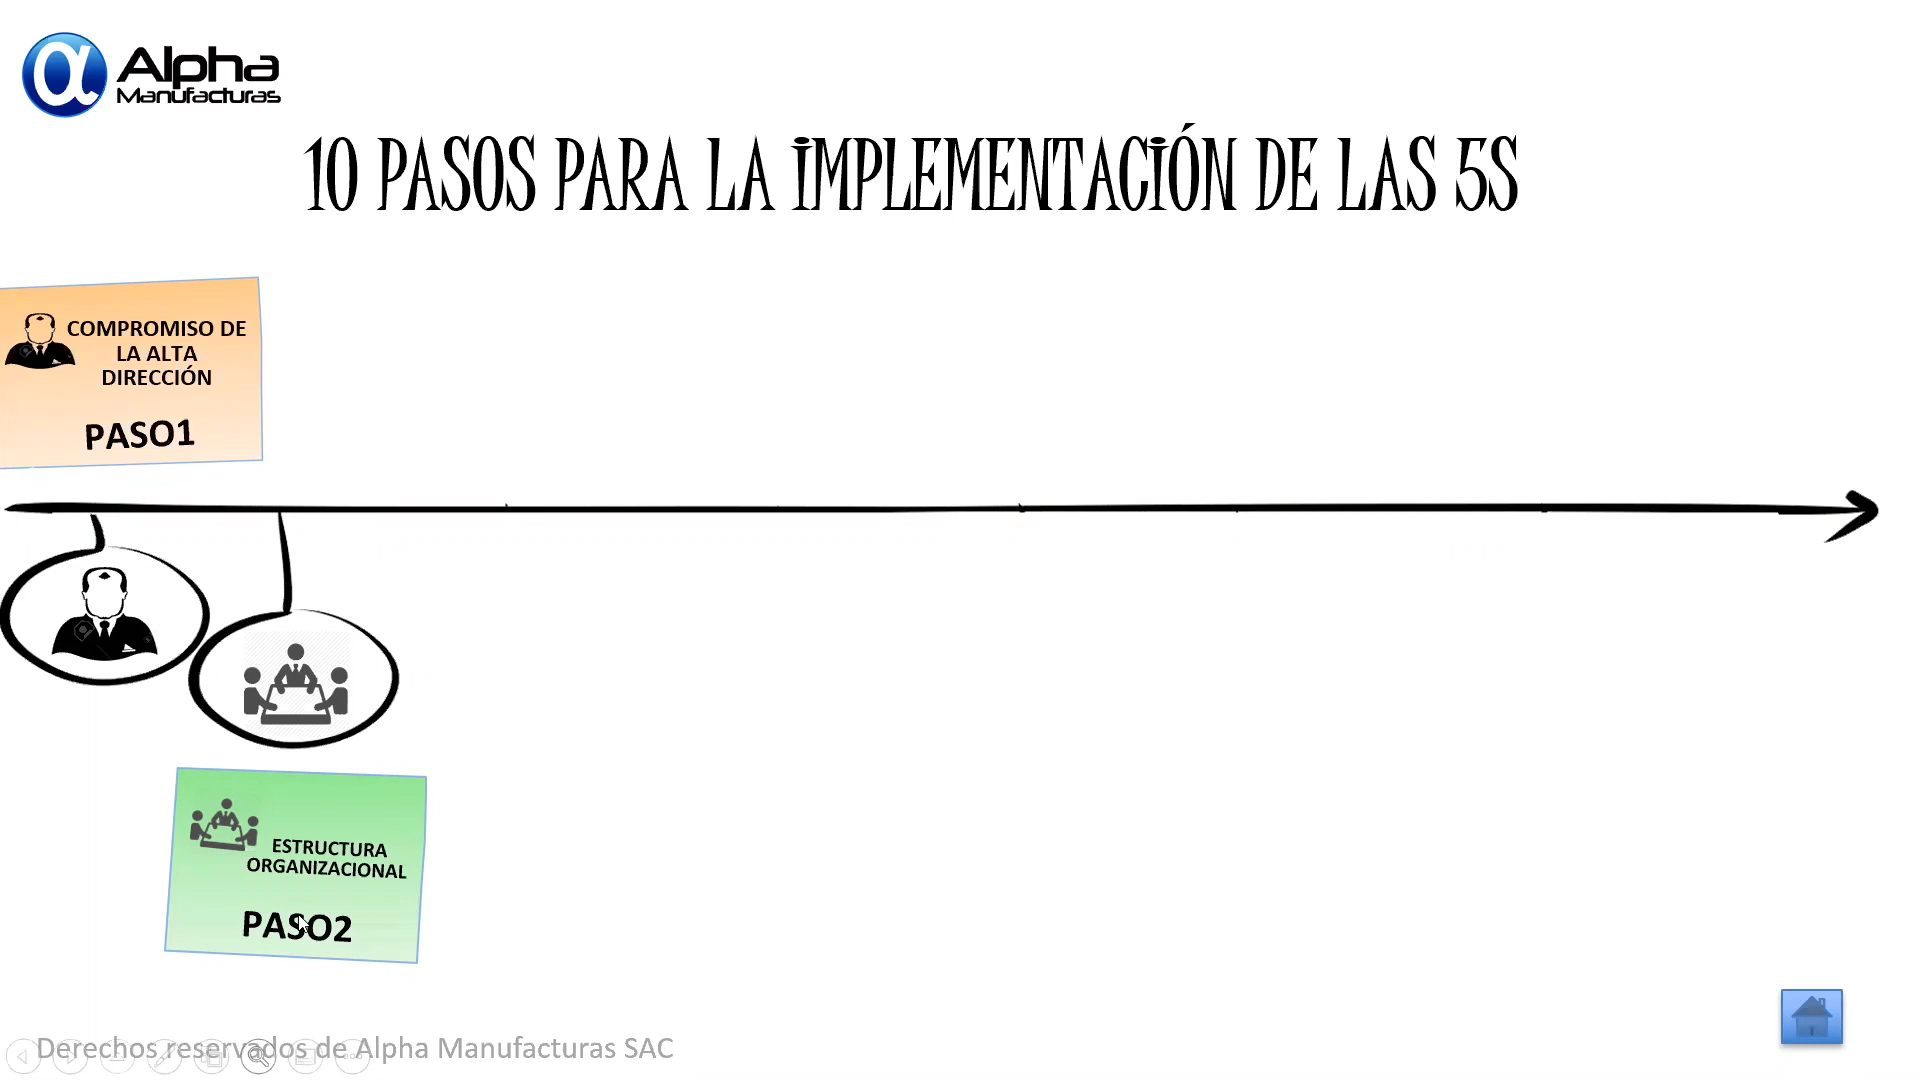 α Alpha
Manufacturas
10 PASOS PARA LA IMPLEMENTACIÓN DE LAS 5S
COMPROMISO DE
LA ALTA
DIRECCIÓN
PASO1
ESTRUCTURA
ORGANIZACIONAL
PASO2
Derechos reservados de Alpha Manufacturas SAC